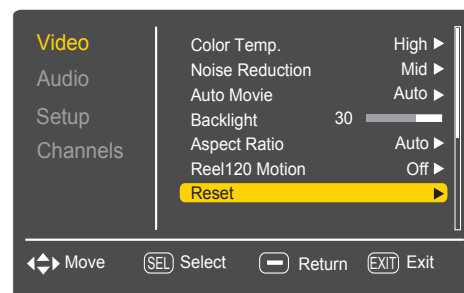 Video
Audio
Setup
Channels
Color Temp. High
Noise Reduction Mid
Auto Movie Auto
Backlight 30
Aspect Ratio Auto
Reel120 Motion Off
Reset
Move SEL Select Return EXIT Exit